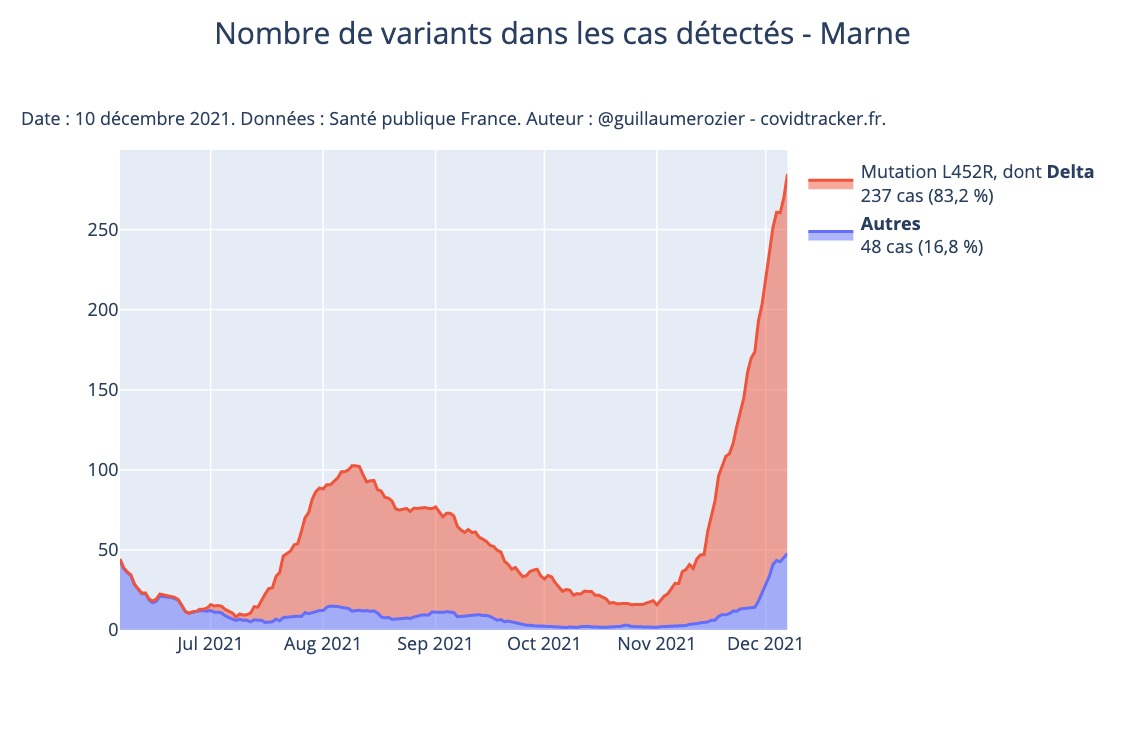 Nombre de variants dans les cas détectés - Marne
Date : 10 décembre 2021. Données : Santé publique France. Auteur : @guillaumerozier - covidtracker.fr.
Mutation L452R, dont Delta
237 cas (83,2 %)
Autres
48 cas (16,8 %)
250
200
150
100
50
0
Jul 2021 Aug 2021 Sep 2021 Oct 2021 Nov 2021 Dec 2021